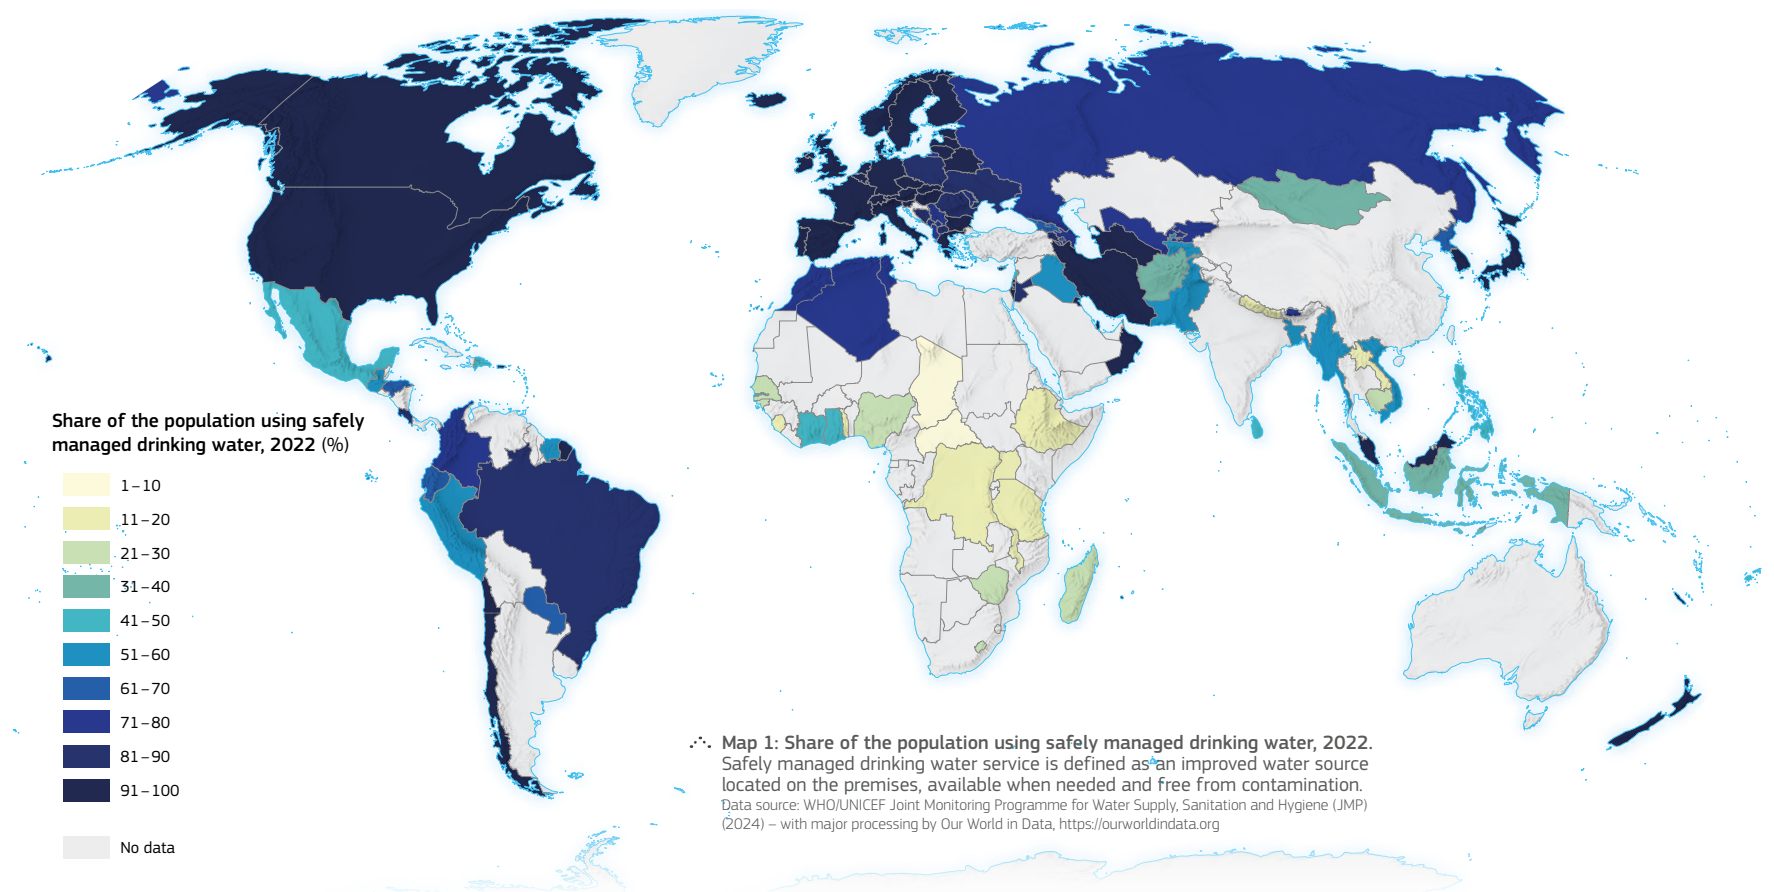 Share of the population using safely
managed drinking water, 2022 (%)
1–10
11–20
21–30
31–40
41–50
51–60
61–70
71–80
81–90
91–100
No data
Map 1: Share of the population using safely managed drinking water, 2022.
Safely managed drinking water service is defined as an improved water source
located on the premises, available when needed and free from contamination.
Data source: WHO/UNICEF Joint Monitoring Programme for Water Supply, Sanitation and Hygiene (JMP)
(2024) – with major processing by Our World in Data, https://ourworldindata.org